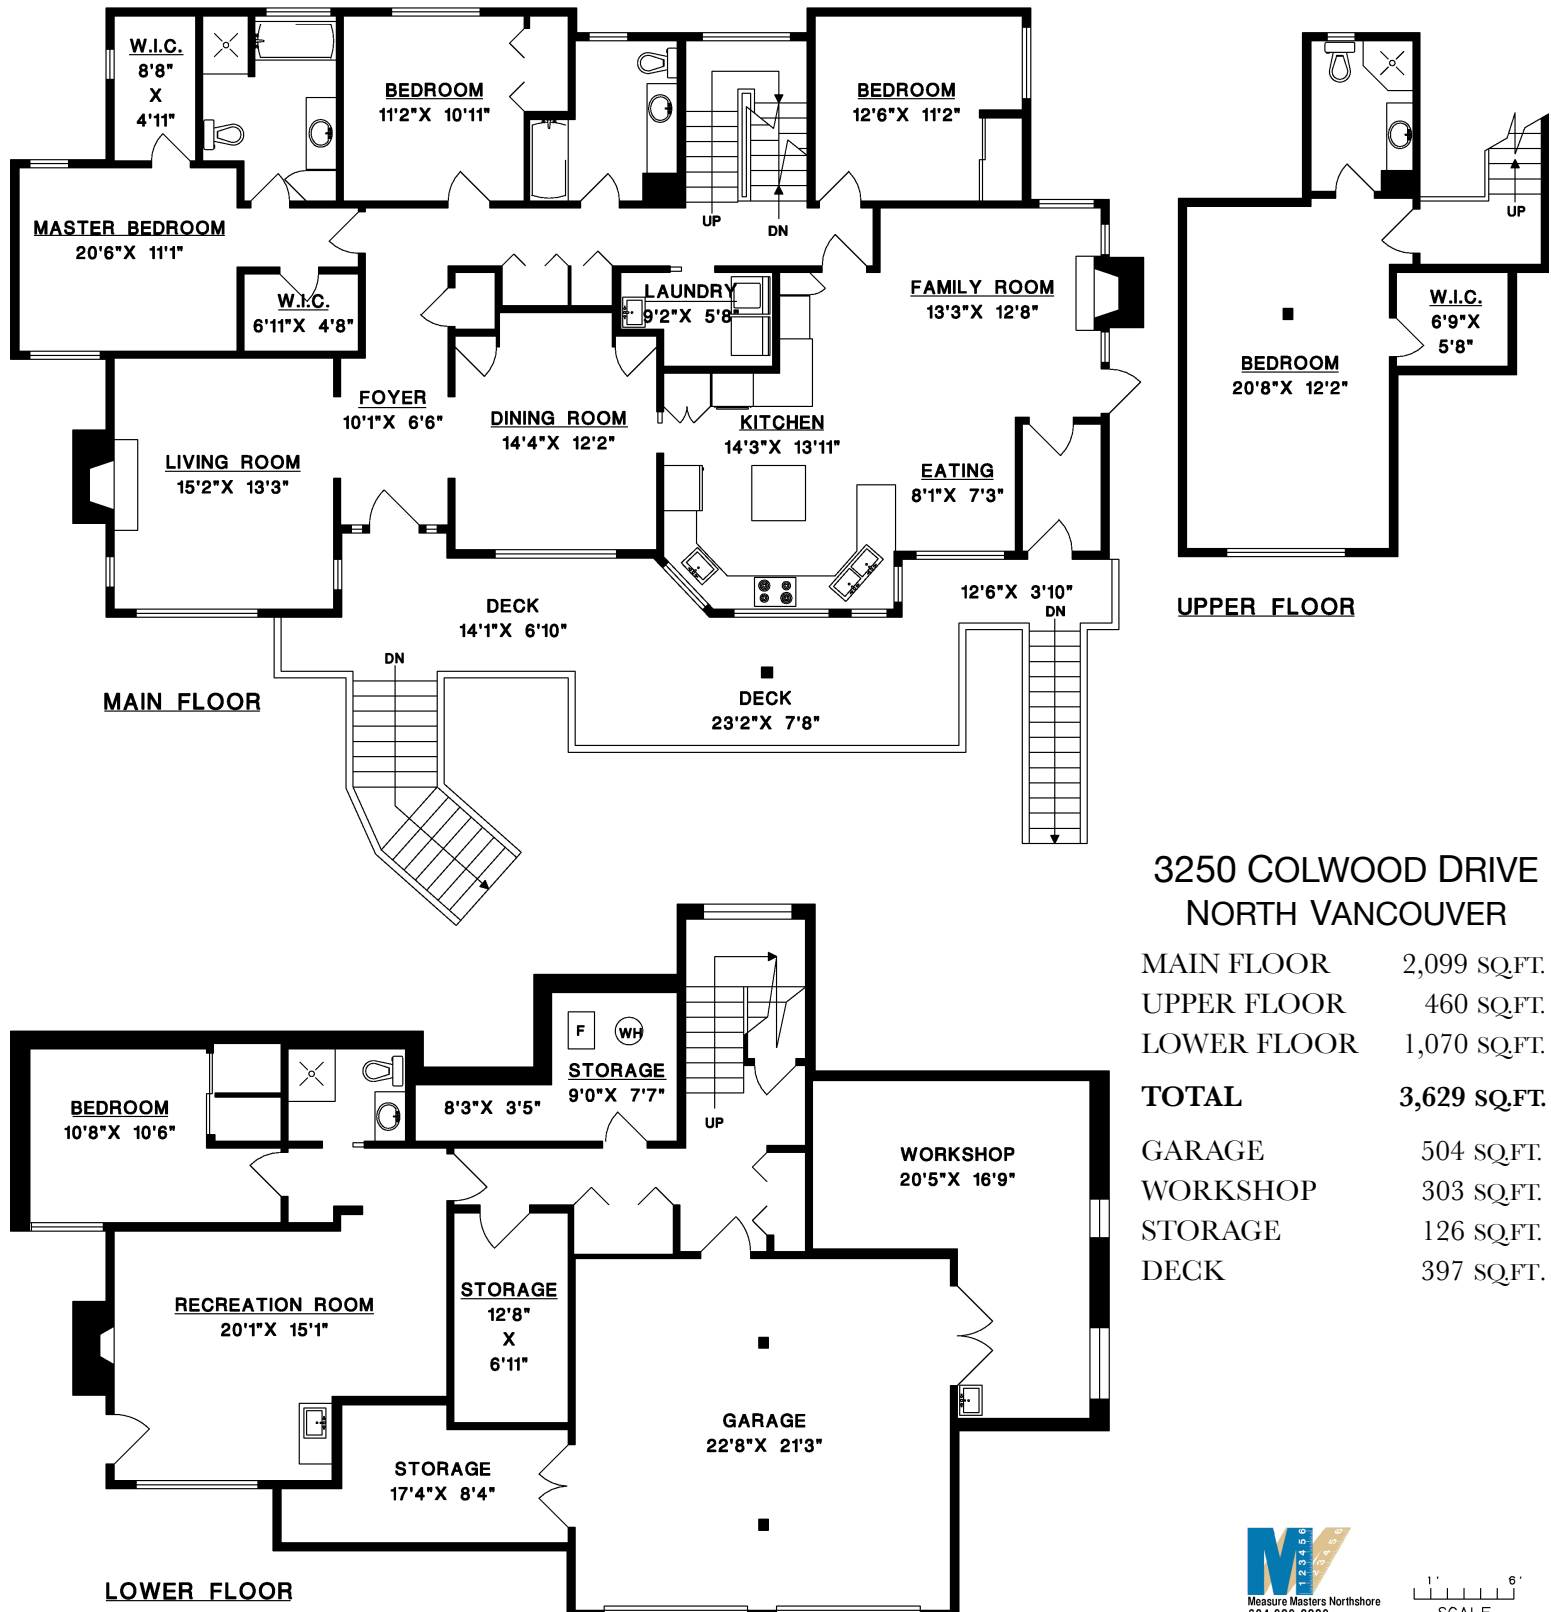 W.I.C.
8'8"
X
4'11"
BEDROOM
11'2"X 10'11"
BEDROOM
12'6"X 11'2"
MASTER BEDROOM
20'6"X 11'1"
UP
DN
W.I.C.
6'11"X 4'8"
LAUNDRY
9'2"X 5'8"
FAMILY ROOM
13'3"X 12'8"
FOYER
10'1"X 6'6"
DINING ROOM
14'4"X 12'2"
KITCHEN
14'3"X 13'11"
LIVING ROOM
15'2"X 13'3"
EATING
8'1"X 7'3"
DECK
14'1"X 6'10"
12'6"X 3'10"
DN
DN
DECK
23'2"X 7'8"
MAIN FLOOR
UP
W.I.C.
6'9"X
5'8"
BEDROOM
20'8"X 12'2"
UPPER FLOOR
3250 COLWOOD DRIVE
NORTH VANCOUVER
MAIN FLOOR 2,099 SQ.FT.
UPPER FLOOR 460 SQ.FT.
LOWER FLOOR 1,070 SQ.FT.
TOTAL 3,629 SQ.FT.
GARAGE 504 SQ.FT.
WORKSHOP 303 SQ.FT.
STORAGE 126 SQ.FT.
DECK 397 SQ.FT.
F
WH
STORAGE
9'0"X 7'7"
8'3"X 3'5"
BEDROOM
10'8"X 10'6"
UP
WORKSHOP
20'5"X 16'9"
STORAGE
12'8"
X
6'11"
RECREATION ROOM
20'1"X 15'1"
GARAGE
22'8"X 21'3"
STORAGE
17'4"X 8'4"
LOWER FLOOR
123456
123456
Measure Masters Northshore
1' 6'